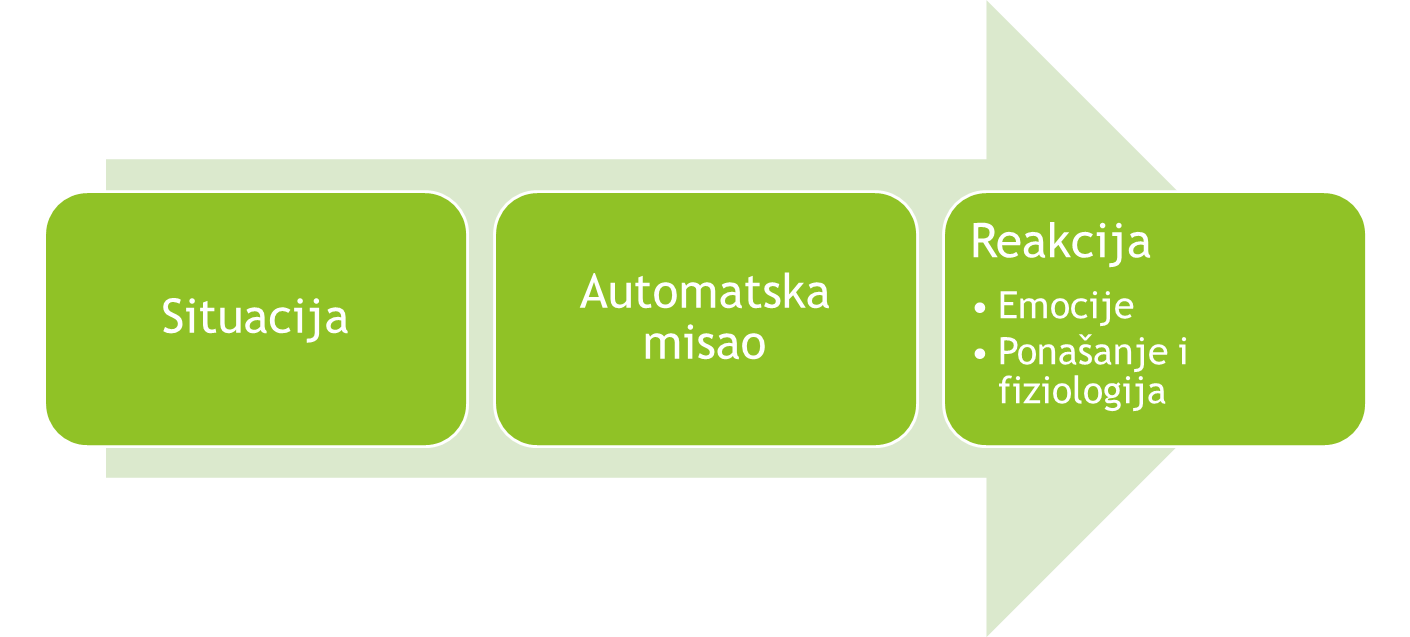 Situacija
Automatska
misao
Reakcija
• Emocije
• Ponašanje i
fiziologija